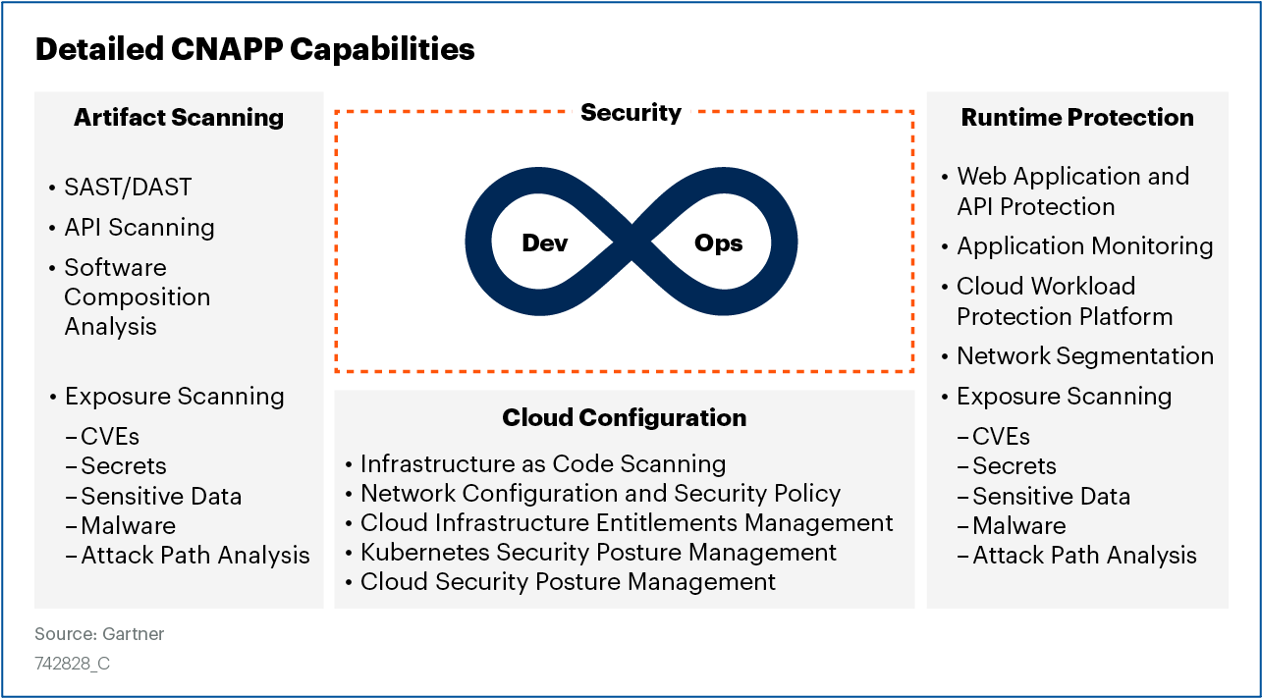 Detailed CNAPP Capabilities
Artifact Scanning
• SAST/DAST
• API Scanning
• Software
Composition
Analysis
• Exposure Scanning
– CVEs
– Secrets
– Sensitive Data
– Malware
– Attack Path Analysis
Security
Dev
Ops
Cloud Configuration
• Infrastructure as Code Scanning
• Network Configuration and Security Policy
• Cloud Infrastructure Entitlements Management
• Kubernetes Security Posture Management
• Cloud Security Posture Management
Runtime Protection
• Web Application and
API Protection
• Application Monitoring
• Cloud Workload
Protection Platform
• Network Segmentation
• Exposure Scanning
– CVEs
– Secrets
– Sensitive Data
– Malware
– Attack Path Analysis
Source: Gartner
742828_C